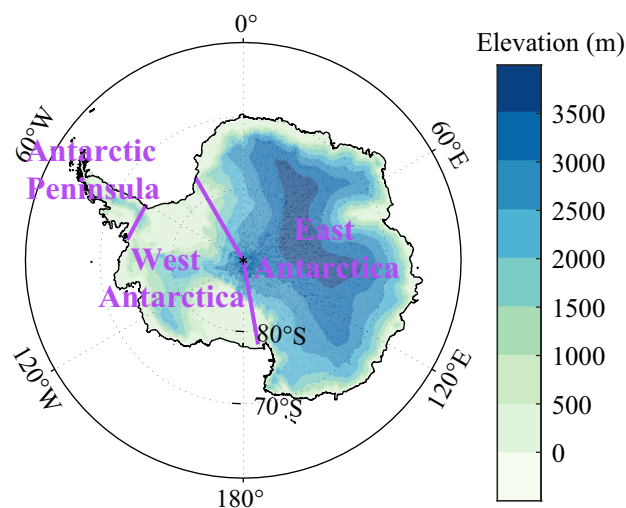 0°
Elevation (m)
60°W
60°E
Antarctic
Peninsula
East
Antarctica
West
Antarctica
80°S
70°S
120°W
120°E
180°
3500
3000
2500
2000
1500
1000
500
0